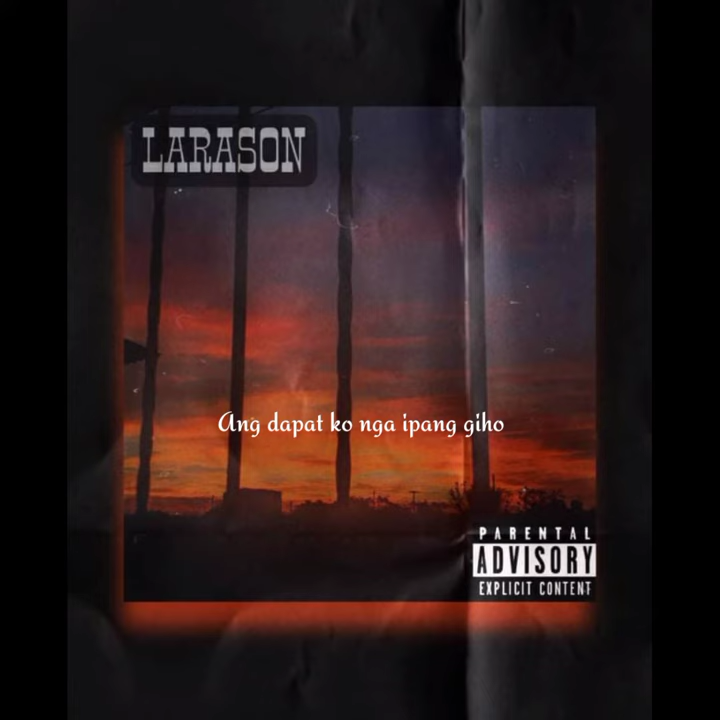 LARASON
Ang dapat ko nga ipang giho
PARENTAL
ADVISORY
EXPLICIT CONTENT